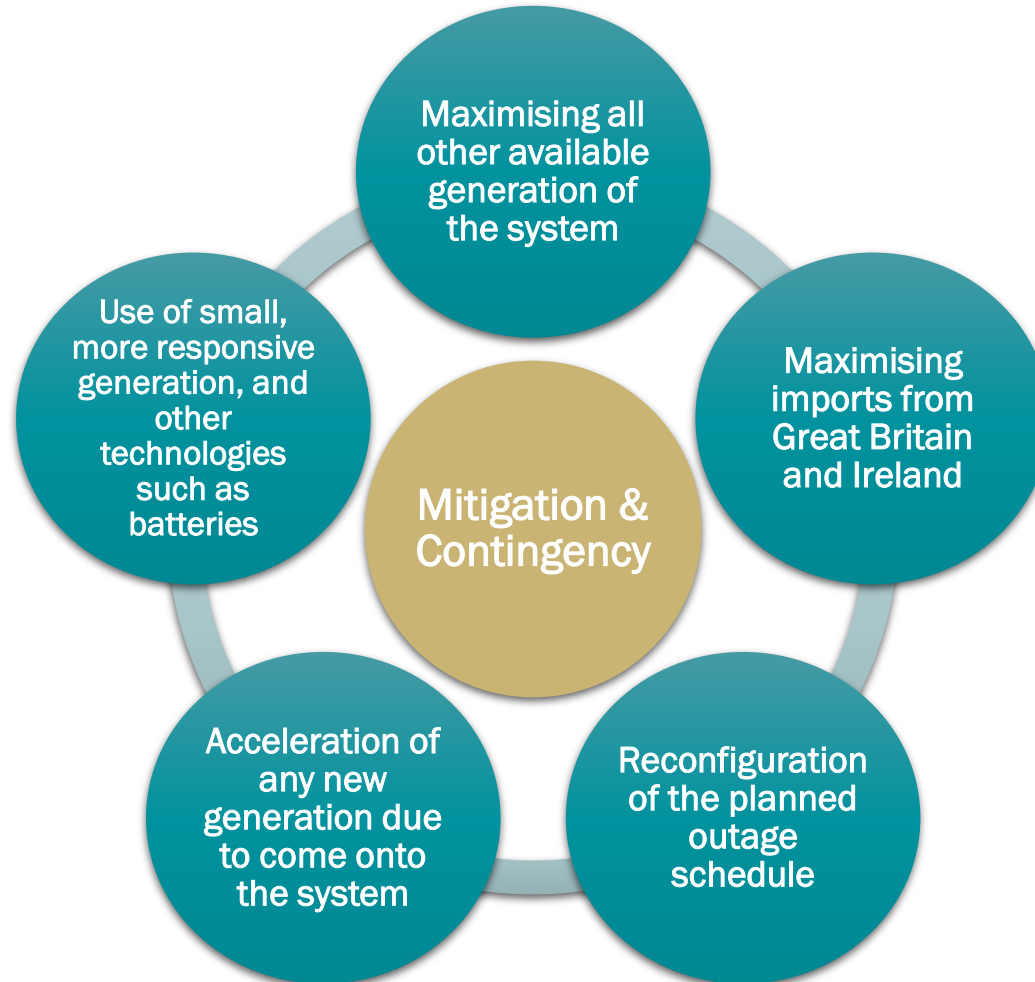 Maximising all
other available
generation of
the system
Maximising
imports from
Great Britain
and Ireland
Reconfiguration
of the planned
outage
schedule
Acceleration of
any new
generation due
to come onto
the system
Use of small,
more responsive
generation, and
other
technologies
such as
batteries
Mitigation &
Contingency